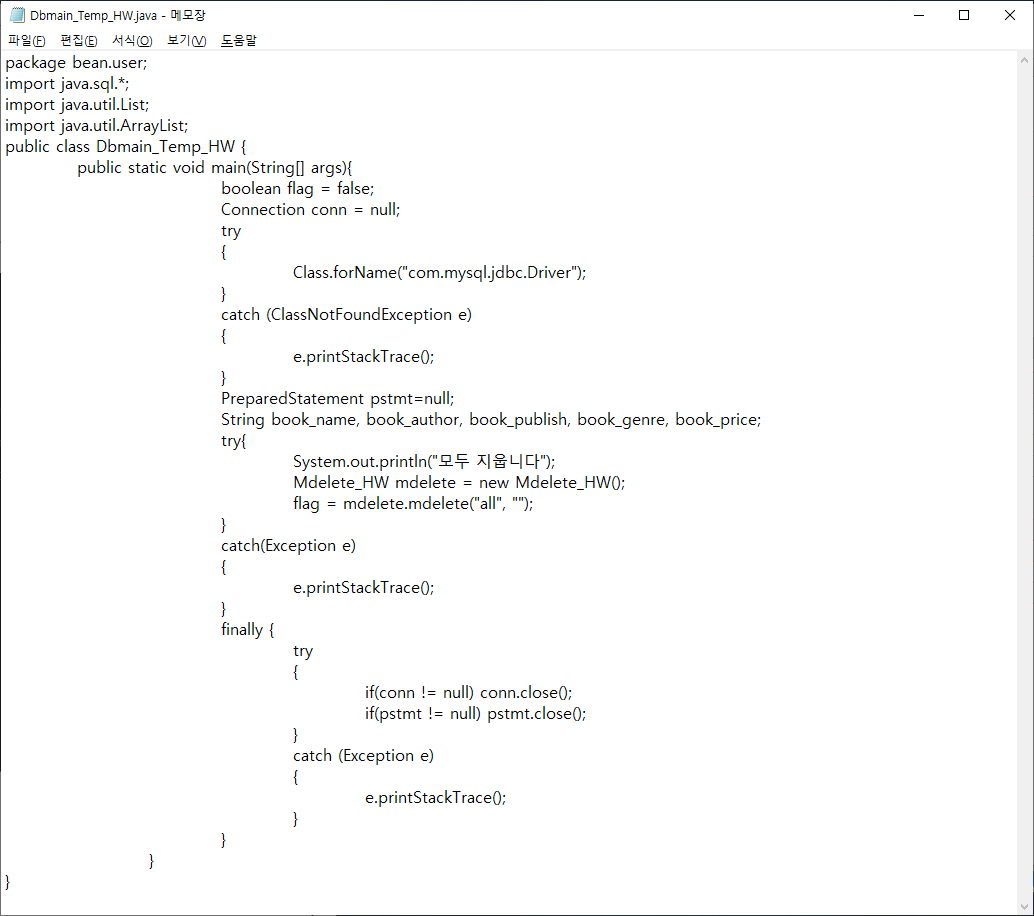 Dbmain_Temp_HW.java - 메모장
파일(F) 편집(E) 서식(O) 보기(V) 도움말
package bean.user;
import java.sql.*;
import java.util.List;
import java.util.ArrayList;
public class Dbmain_Temp_HW {
public static void main(String[] args){
boolean flag = false;
Connection conn = null;
try
{
Class.forName("com.mysql.jdbc.Driver");
}
catch (ClassNotFoundException e)
{
e.printStackTrace();
}
PreparedStatement pstmt=null;
String book_name, book_author, book_publish, book_genre, book_price;
try{
System.out.println("모두 지웁니다");
Mdelete_HW mdelete = new Mdelete_HW();
flag = mdelete.mdelete("all", "");
}
catch(Exception e)
{
e.printStackTrace();
}
finally {
try
{
if(conn != null) conn.close();
if(pstmt != null) pstmt.close();
}
catch (Exception e)
{
e.printStackTrace();
}
}
}
}